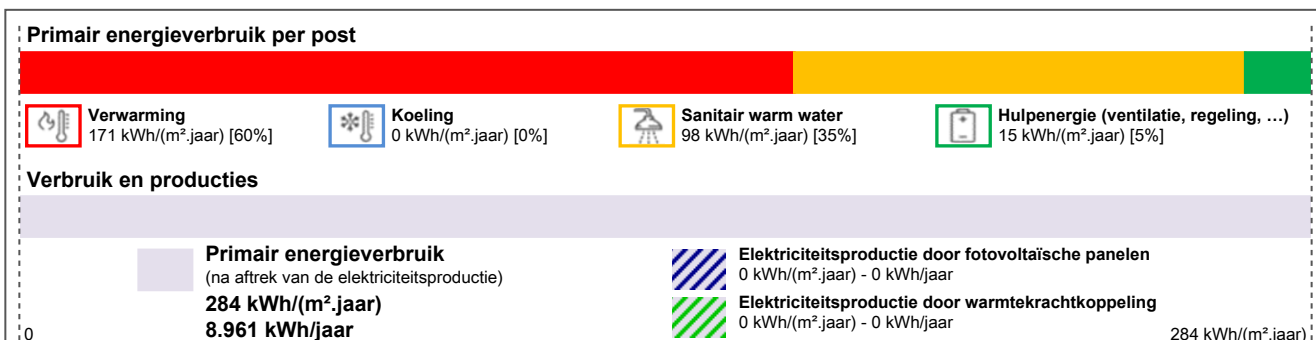 Primair energieverbruik per post
Verwarming
171 kWh/(m².jaar) [60%]
Koeling
0 kWh/(m².jaar) [0%]
Sanitair warm water
98 kWh/(m².jaar) [35%]
Hulpenergie (ventilatie, regeling, …)
15 kWh/(m².jaar) [5%]
Verbruik en producties
Primair energieverbruik
(na aftrek van de elektriciteitsproductie)
284 kWh/(m².jaar)
8.961 kWh/jaar
Elektriciteitsproductie door fotovoltaïsche panelen
0 kWh/(m².jaar) - 0 kWh/jaar
Elektriciteitsproductie door warmtekrachtkoppeling
0 kWh/(m².jaar) - 0 kWh/jaar
0
284 kWh/(m².jaar)